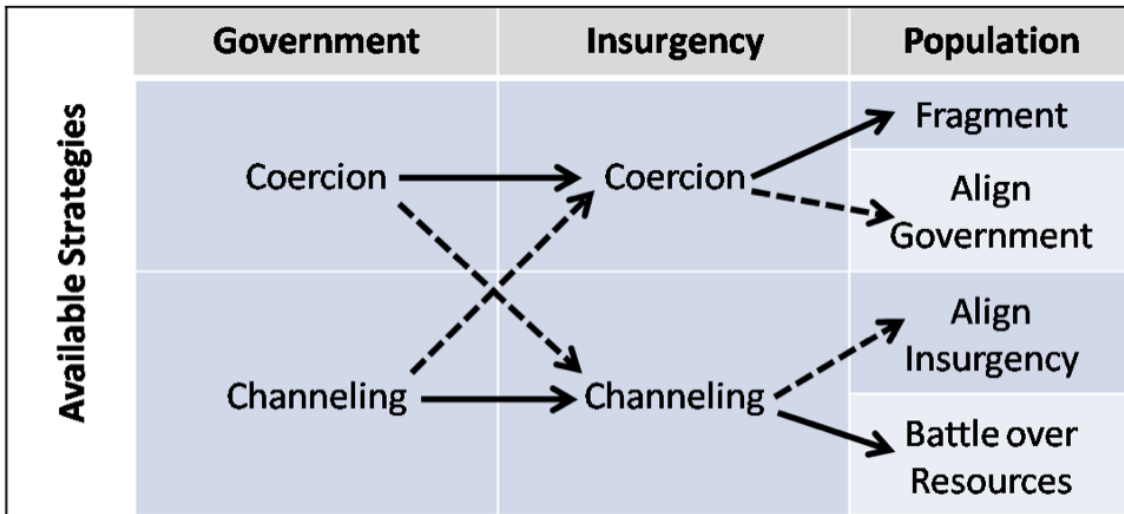 Government Insurgency Population
Available Strategies
Coercion Coercion Fragment
Align
Government
Channeling Channeling Align
Insurgency
Battle over
Resources